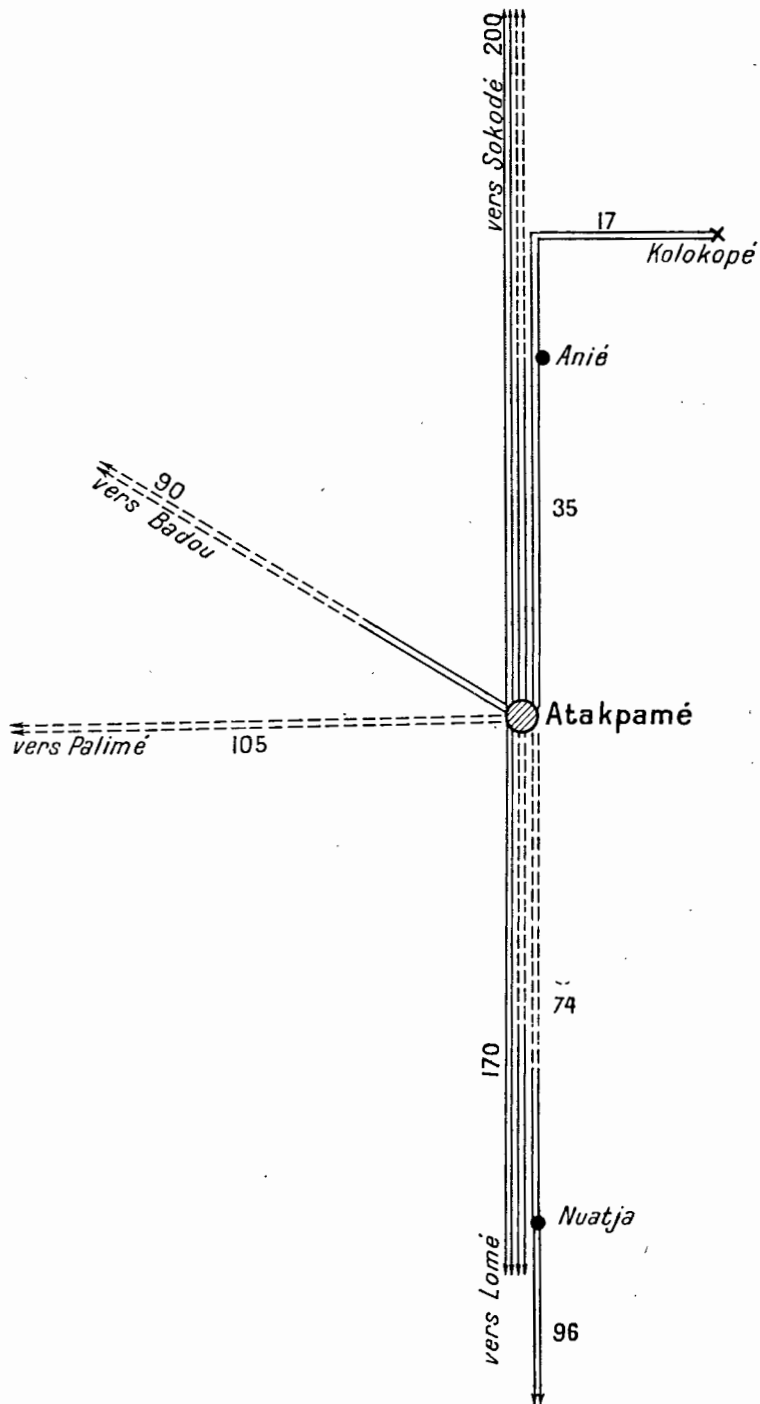 vers Sokodé 200
17
Kolokopé
Anié
90
vers Badou
35
Atakpamé
vers Palimé
105
74
170
Nuatja
vers Lomé
96